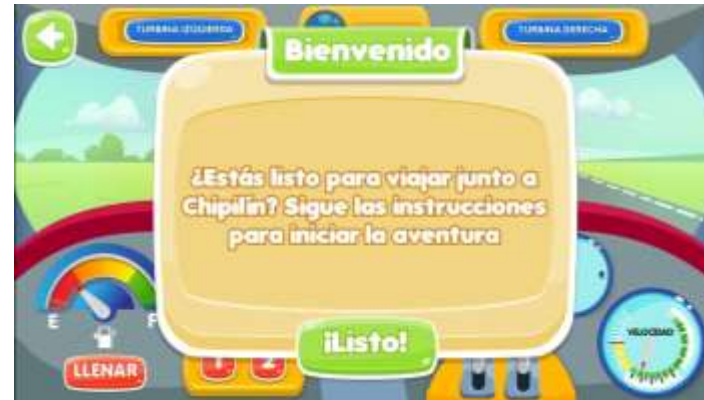 TURBINA IZQUIERDA
TURBINA DERECHA
Bienvenido
¿Estás listo para viajar junto a
Chipilín? Sigue las instrucciones
para iniciar la aventura
¡Listo!
E
F
LLENAR
1
2
VELOCIDAD